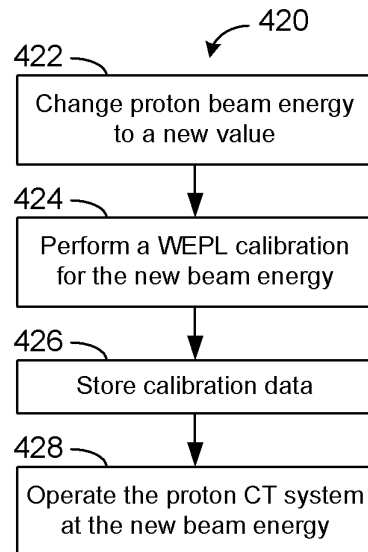 420
422
Change proton beam energy
to a new value
424
Perform a WEPL calibration
for the new beam energy
426
Store calibration data
428
Operate the proton CT system
at the new beam energy